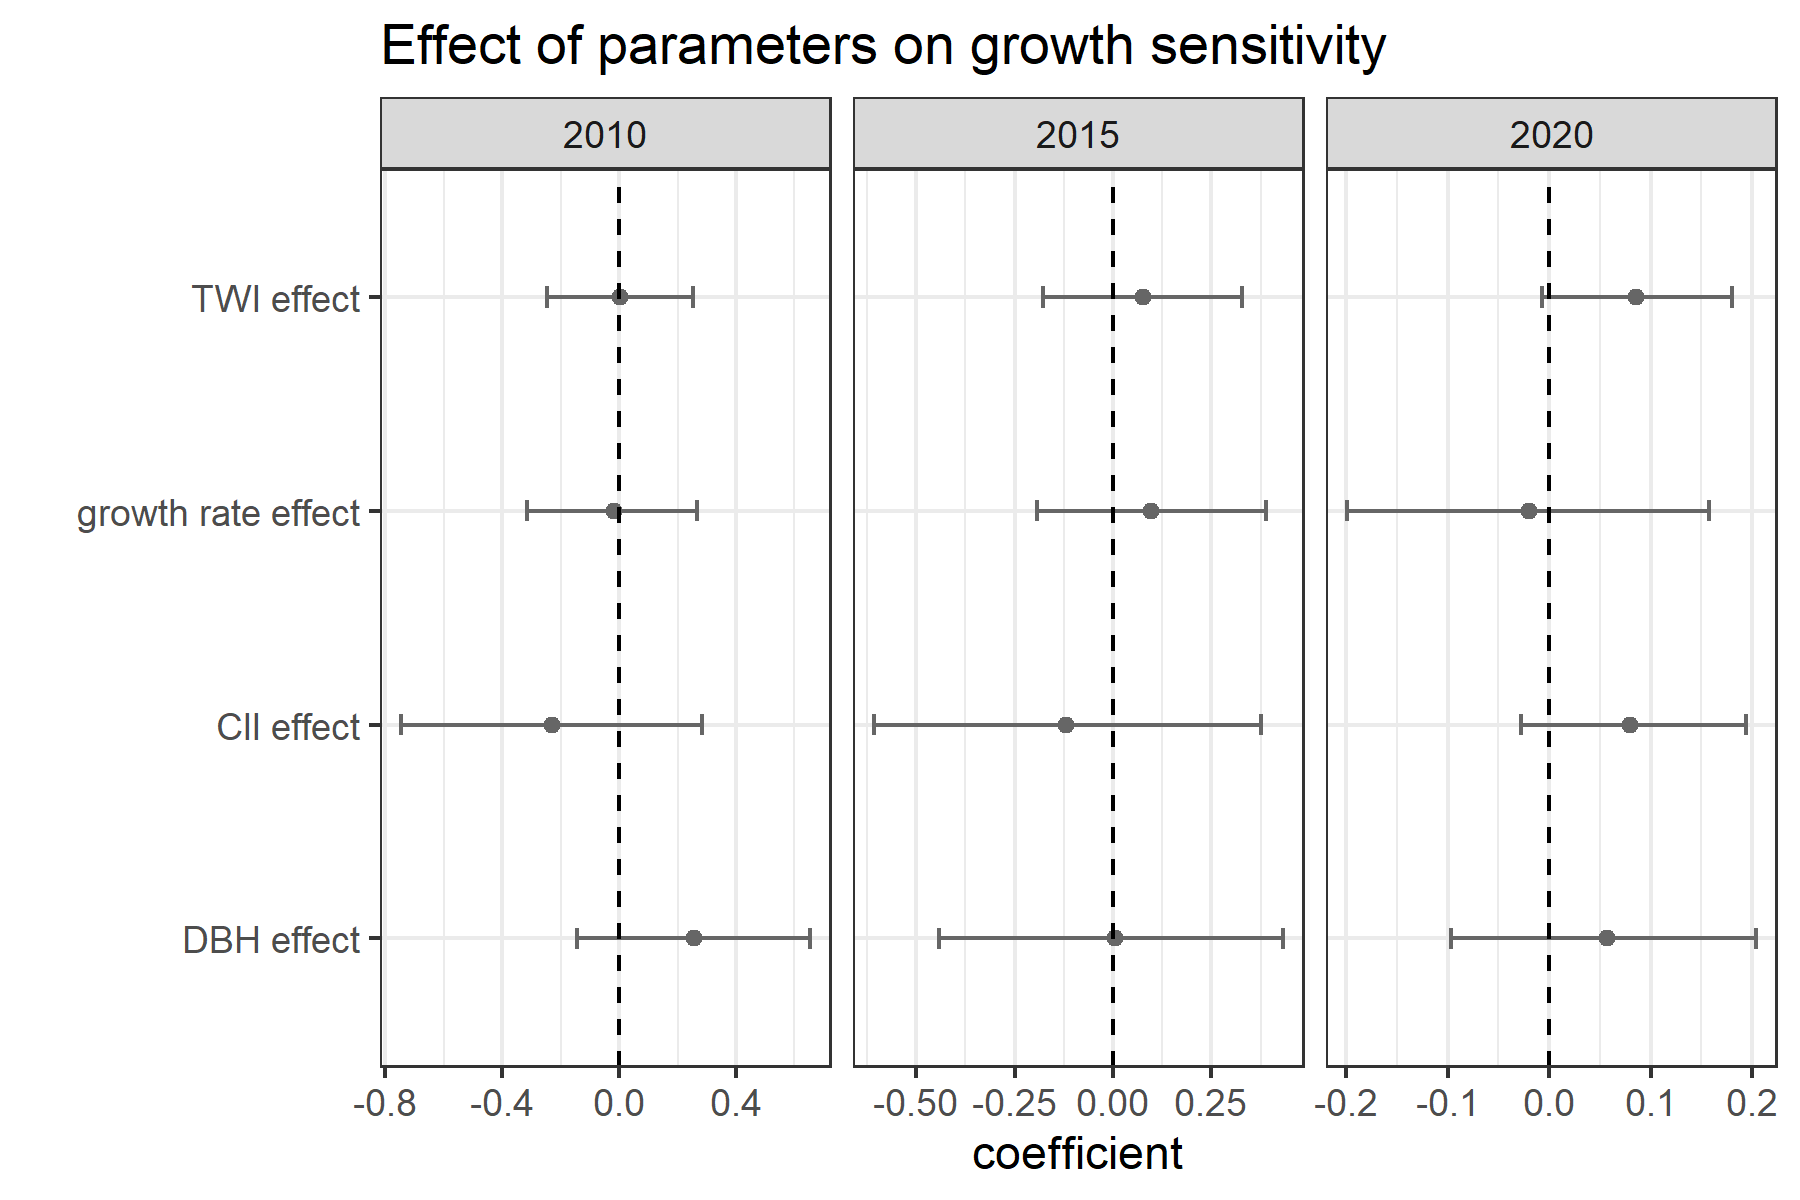 Effect of parameters on growth sensitivity
2010 2015 2020
TWI effect
growth rate effect
CII effect
DBH effect
-0.8 -0.4 0.0 0.4 -0.50 -0.25 0.00 0.25 -0.2 -0.1 0.0 0.1 0.2
coefficient